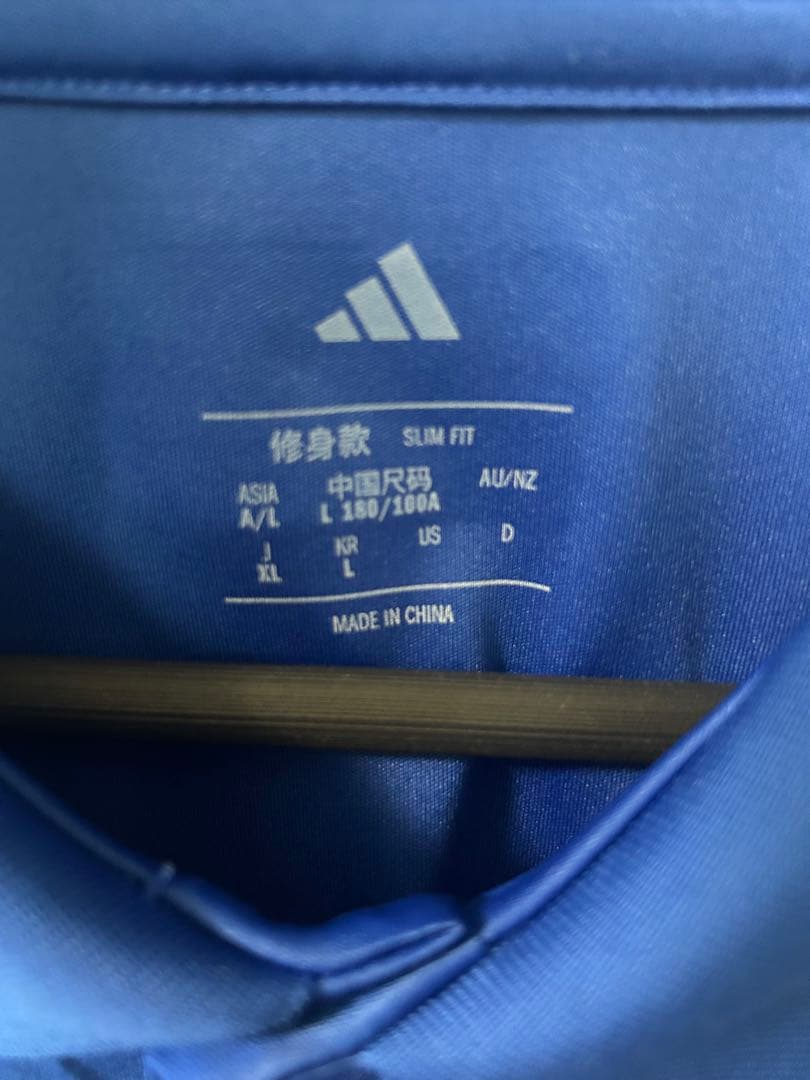 修身款 SLIM FIT
ASIA 中国尺码 AU/NZ
A/L L 180/100A
J KR US D
XL L
MADE IN CHINA